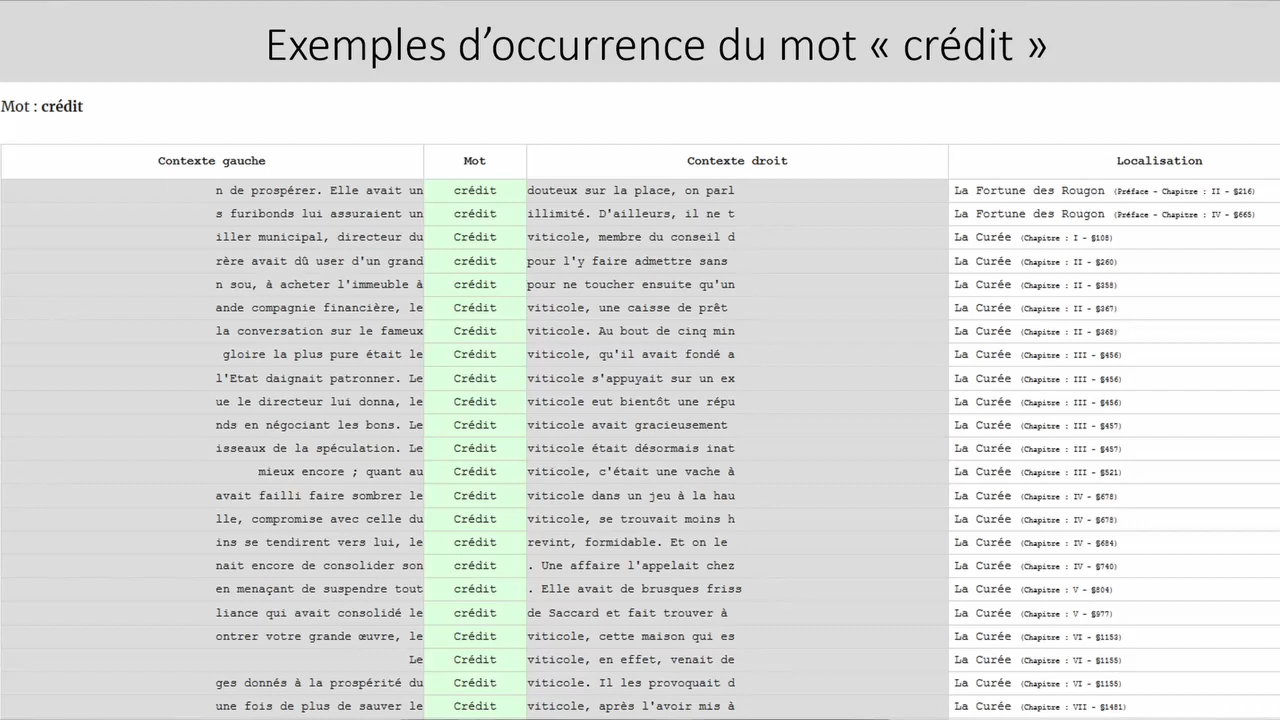 Exemples d’occurrence du mot « crédit »
Mot : crédit
Contexte gauche Mot Contexte droit Localisation
n de prospérer. Elle avait un crédit douteux sur la place, on parl La Fortune des Rougon (Préface - Chapitre : II - §216)
s furibonds lui assuraient un crédit illimité. D'ailleurs, il ne t La Fortune des Rougon (Préface - Chapitre : IV - §665)
iller municipal, directeur du Crédit viticole, membre du conseil d La Curée (Chapitre : I - §108)
rère avait dû user d'un grand crédit pour l'y faire admettre sans La Curée (Chapitre : II - §260)
n sou, à acheter l'immeuble à crédit pour ne toucher ensuite qu'un La Curée (Chapitre : II - §358)
ande compagnie financière, le Crédit viticole, une caisse de prêt La Curée (Chapitre : II - §367)
la conversation sur le fameux Crédit viticole. Au bout de cinq min La Curée (Chapitre : II - §368)
gloire la plus pure était le Crédit viticole, qu'il avait fondé a La Curée (Chapitre : III - §456)
l'Etat daignait patronner. Le Crédit viticole s'appuyait sur un ex La Curée (Chapitre : III - §456)
ue le directeur lui donna, le Crédit viticole eut bientôt une répu La Curée (Chapitre : III - §456)
nds en négociant les bons. Le Crédit viticole avait gracieusement La Curée (Chapitre : III - §457)
isseaux de la spéculation. Le Crédit viticole était désormais inat La Curée (Chapitre : III - §457)
mieux encore ; quant au Crédit viticole, c'était une vache à La Curée (Chapitre : III - §521)
avait failli faire sombrer le Crédit viticole dans un jeu à la hau La Curée (Chapitre : IV - §678)
lle, compromise avec celle du Crédit viticole, se trouvait moins h La Curée (Chapitre : IV - §678)
ins se tendirent vers lui, le crédit revint, formidable. Et on le La Curée (Chapitre : IV - §684)
nait encore de consolider son crédit . Une affaire l'appelait chez La Curée (Chapitre : IV - §740)
en menaçant de suspendre tout crédit . Elle avait de brusques friss La Curée (Chapitre : V - §804)
liance qui avait consolidé le crédit de Saccard et fait trouver à La Curée (Chapitre : V - §977)
ontrer votre grande œuvre, le Crédit viticole, cette maison qui es La Curée (Chapitre : VI - §1153)
Le Crédit viticole, en effet, venait de La Curée (Chapitre : VI - §1155)
ges donnés à la prospérité du Crédit viticole. Il les provoquait d La Curée (Chapitre : VI - §1155)
une fois de plus de sauver le Crédit viticole, après l'avoir mis à La Curée (Chapitre : VII - §1481)